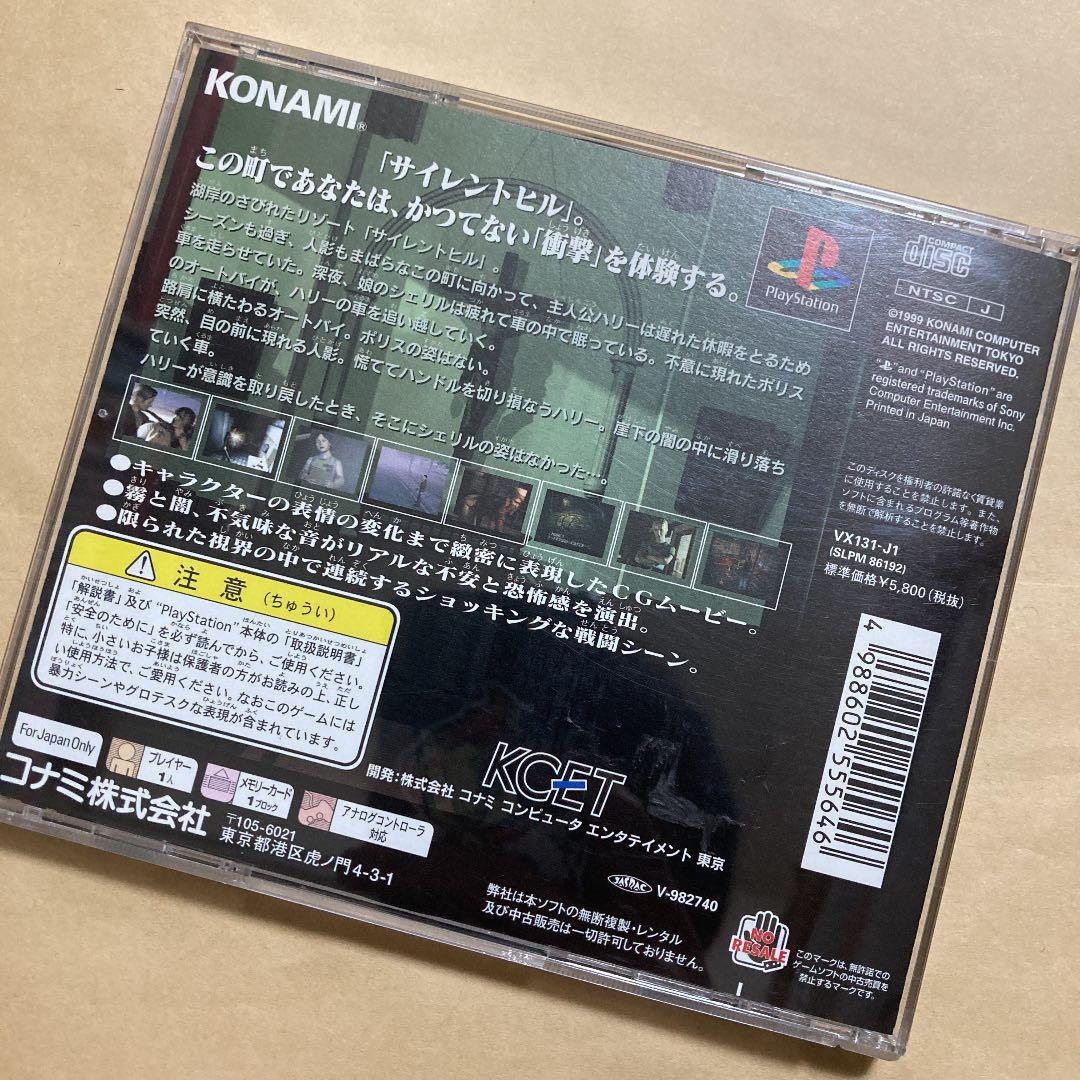 KONAMI®
「サイレントヒル」。
この町であなたは、かつてない「衝撃」を体験する。
湖岸のさびれたリゾート「サイレントヒル」。
シーズンも過ぎ、人影もまばらなこの町に向かって、主人公ハリーは遅れた休暇をとるため
車を走らせていた。深夜、娘のシェリルは疲れて車の中で眠っている。不意に現れたポリス
のオートバイが、ハリーの車を追い越していく。
路肩に横たわるオートバイ。ポリスの姿はない。
突然、目の前に現れる人影。慌ててハンドルを切り損なうハリー。崖下の闇の中に滑り落ち
ていく車。
ハリーが意識を取り戻したとき、そこにシェリルの姿はなかった…。
●キャラクターの表情の変化まで緻密に表現したCGムービー。
●霧と闇、不気味な音がリアルな不安と恐怖感を演出。
●限られた視界の中で連続するショッキングな戦闘シーン。
注意(ちゅうい)
「解説書」及び "PlayStation" 本体の「取扱説明書」
「安全のために」を必ず読んでから、ご使用ください。
特に、小さいお子様は保護者の方がお読みの上、正し
い使用方法で、ご愛用ください。なおこのゲームには
暴力シーンやグロテスクな表現が含まれています。
For Japan Only
プレイヤー
1人
メモリーカード
1ブロック
アナログコントローラ
対応
コナミ株式会社
〒105-6021
東京都港区虎ノ門4-3-1
KCET
開発:株式会社 コナミ コンピュータ エンタテイメント 東京
JASRAC
V-982740
弊社は本ソフトの無断複製・レンタル
及び中古販売は一切許可しておりません。
PlayStation
COMPACT
disc
NTSC J
©1999 KONAMI COMPUTER
ENTERTAINMENT TOKYO
ALL RIGHTS RESERVED.
"PS" and "PlayStation" are
registered trademarks of Sony
Computer Entertainment Inc.
Printed in Japan
このディスクを権利者の許諾なく賃貸業
に使用することを禁止します。また、
ソフトに含まれるプログラム等著作物
を無断で解析することを禁止します。
VX131-J1
(SLPM 86192)
標準価格¥5,800(税抜)
4 988602 555646
NO
RESALE
このマークは、無許諾での
ゲームソフトの中古売買を
禁止するマークです。